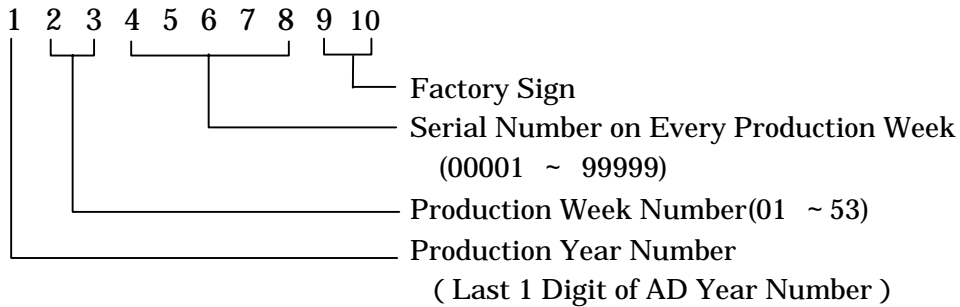 1 2 3 4 5 6 7 8 9 10
Factory Sign
Serial Number on Every Production Week
(00001 ~ 99999)
Production Week Number(01 ~ 53)
Production Year Number
( Last 1 Digit of AD Year Number )